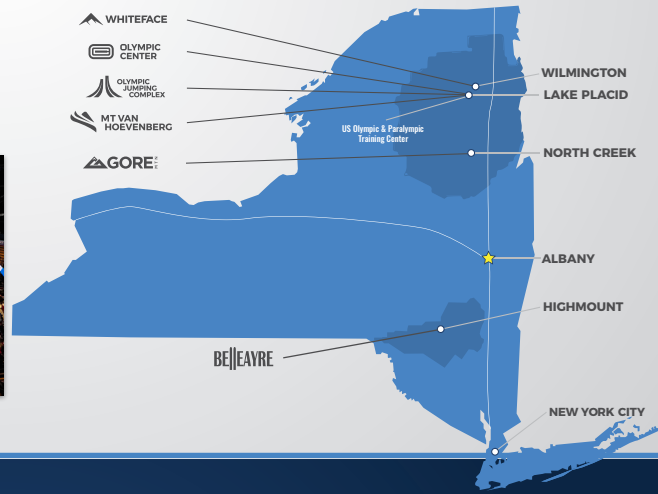 WHITEFACE
OLYMPIC
CENTER
OLYMPIC
JUMPING
COMPLEX
MT VAN
HOEVENBERG
GORE MTN
BELLEAYRE
US Olympic & Paralympic
Training Center
WILMINGTON
LAKE PLACID
NORTH CREEK
ALBANY
HIGHMOUNT
NEW YORK CITY